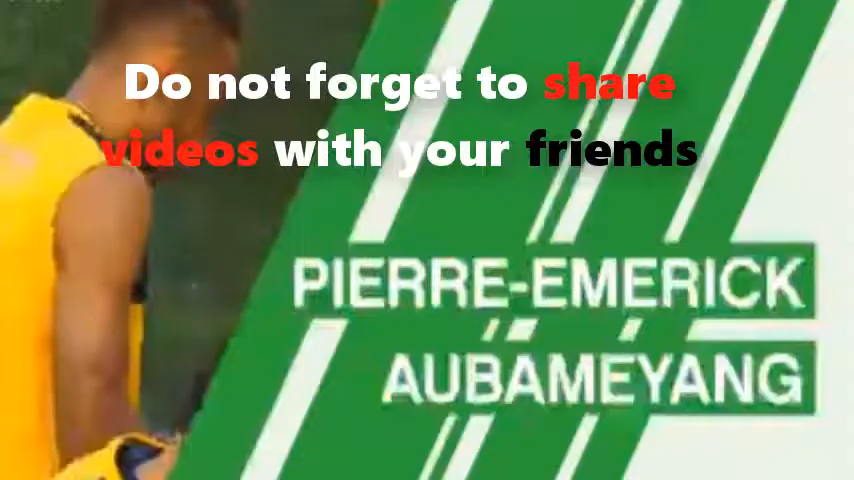 Do not forget to share
videos with your friends
PIERRE-EMERICK
AUBAMEYANG